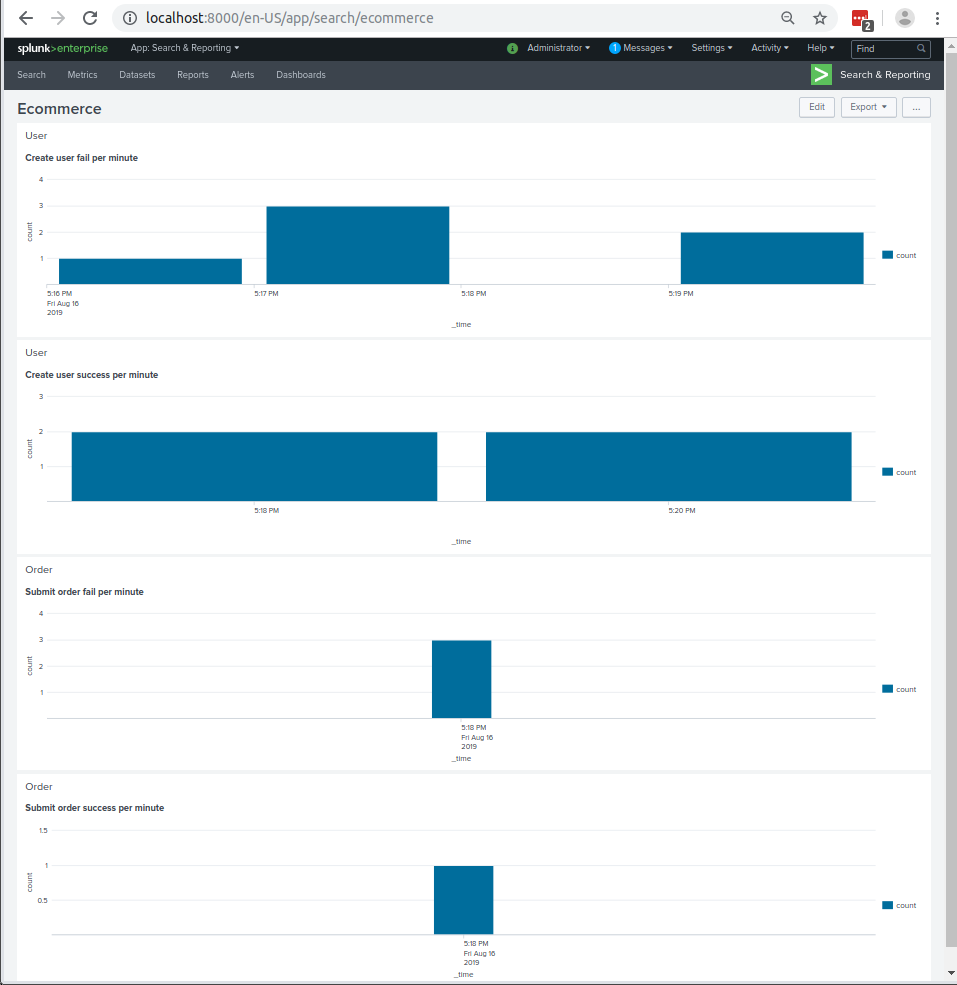 localhost:8000/en-US/app/search/ecommerce
2
splunk>enterprise App: Search & Reporting Administrator 1 Messages Settings Activity Help Find
Search Metrics Datasets Reports Alerts Dashboards Search & Reporting
Ecommerce Edit Export ...
User
Create user fail per minute
4
3
2
1
count
5:16 PM 5:17 PM 5:18 PM 5:19 PM
Fri Aug 16
2019
_time
count
User
Create user success per minute
3
2
1
count
5:18 PM 5:20 PM
_time
count
Order
Submit order fail per minute
4
3
2
1
count
5:18 PM
Fri Aug 16
2019
_time
count
Order
Submit order success per minute
1.5
1
0.5
count
5:18 PM
Fri Aug 16
2019
_time
count